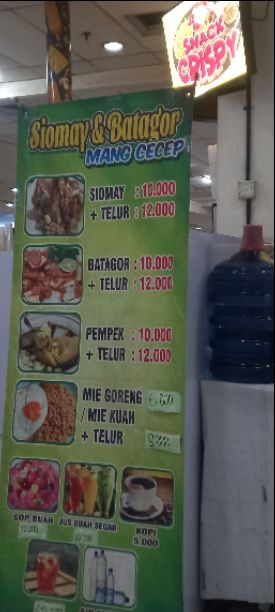 SNACK
CRISPY
Siomay & Batagor
MANG CECEP
SIOMAY : 10.000
+ TELUR : 12.000
BATAGOR : 10.000
+ TELUR : 12.000
PEMPEK : 10.000
+ TELUR : 12.000
MIE GORENG
/ MIE KUAH
+ TELUR
SOP BUAH
JUS BUAH SEGAR
KOPI
5.000